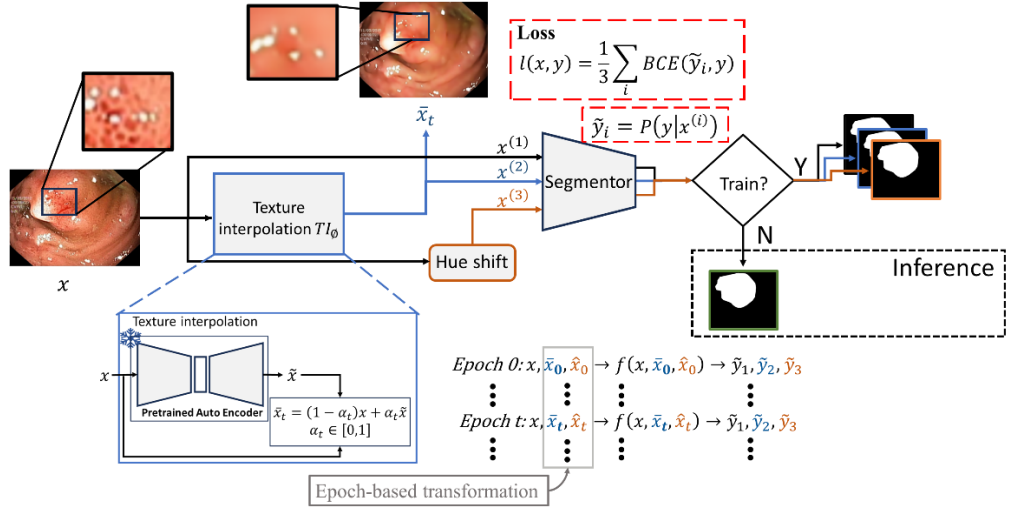 Loss
l(x, y) = 1/3 ∑_i BCE(ỹ_i, y)
ỹ_i = P(y|x^(i))
x̄_t
x^(1)
x^(2)
x^(3)
Segmentor
Train?
Y
N
Texture
interpolation TI_∅
Hue shift
x
Inference
Texture interpolation
x
x̃
Pretrained Auto Encoder
x̄_t = (1 − α_t)x + α_t x̃
α_t ∈ [0,1]
Epoch 0: x, x̄_0, x̂_0 → f(x, x̄_0, x̂_0) → ỹ_1, ỹ_2, ỹ_3
Epoch t: x, x̄_t, x̂_t → f(x, x̄_t, x̂_t) → ỹ_1, ỹ_2, ỹ_3
Epoch-based transformation